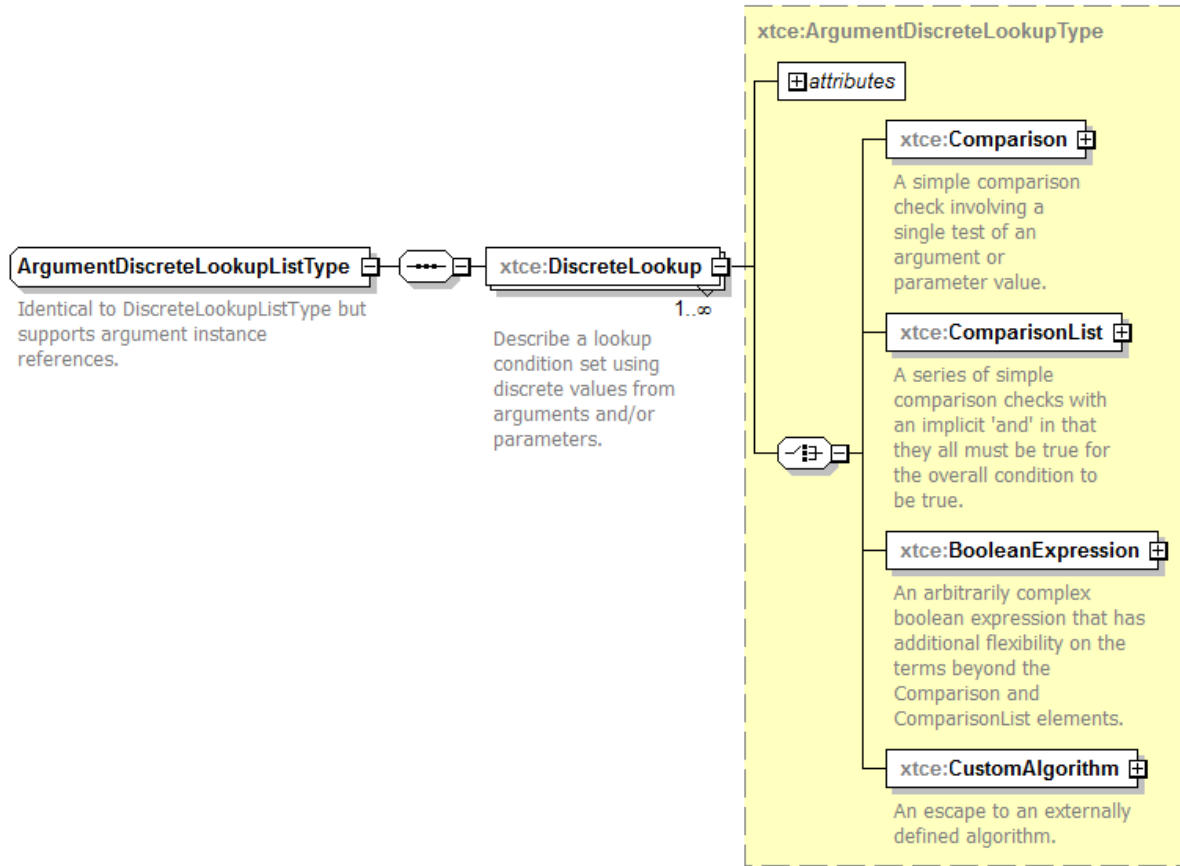 xtce:ArgumentDiscreteLookupType
attributes
xtce:Comparison
A simple comparison
check involving a
single test of an
argument or
parameter value.
ArgumentDiscreteLookupListType
Identical to DiscreteLookupListType but
supports argument instance
references.
xtce:DiscreteLookup
1..∞
Describe a lookup
condition set using
discrete values from
arguments and/or
parameters.
xtce:ComparisonList
A series of simple
comparison checks with
an implicit 'and' in that
they all must be true for
the overall condition to
be true.
xtce:BooleanExpression
An arbitrarily complex
boolean expression that has
additional flexibility on the
terms beyond the
Comparison and
ComparisonList elements.
xtce:CustomAlgorithm
An escape to an externally
defined algorithm.